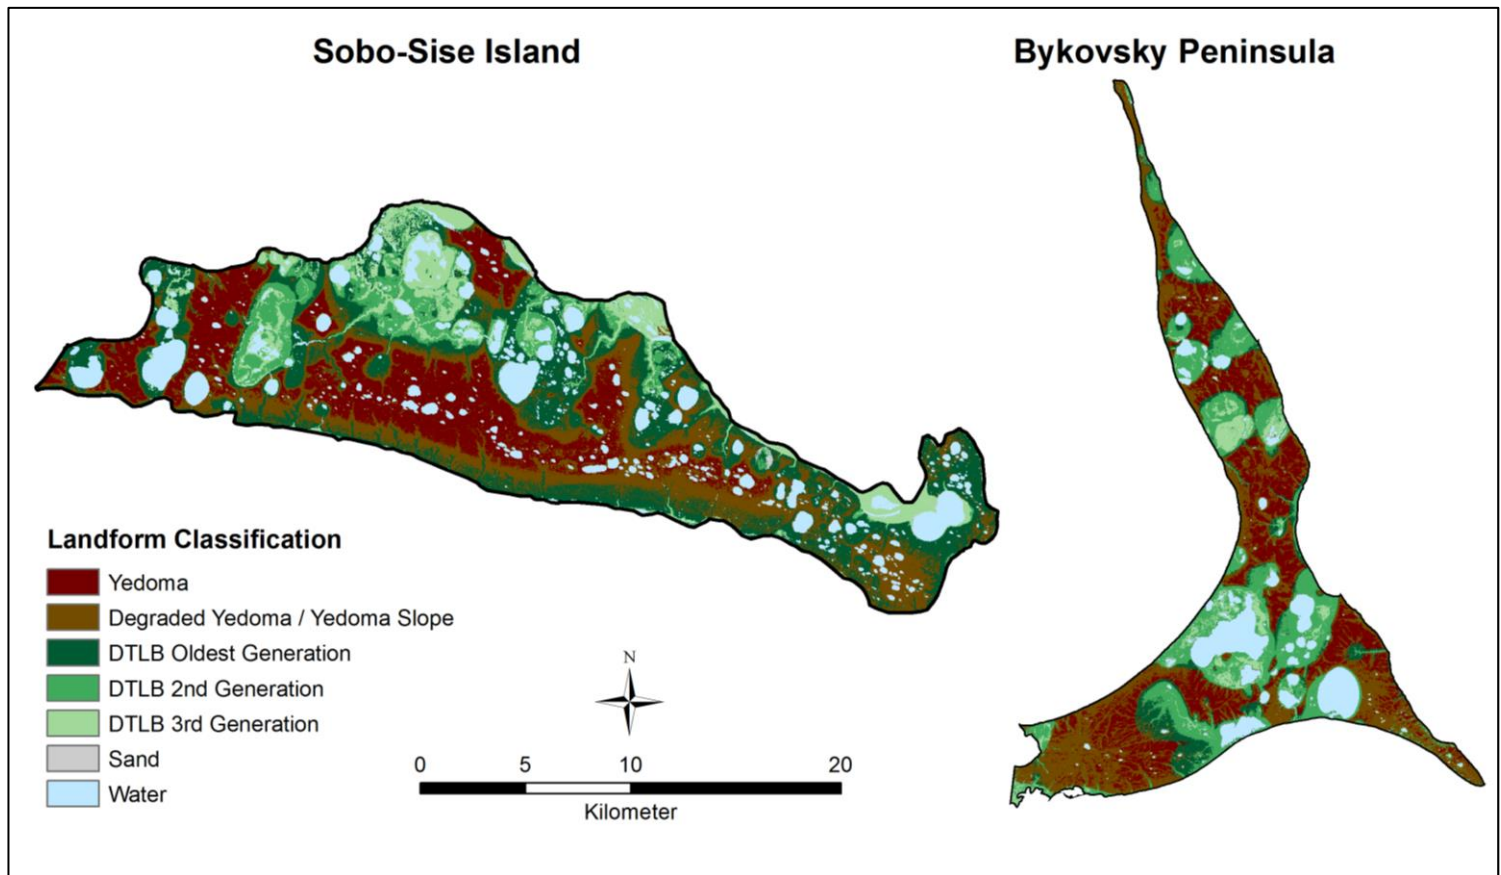 Sobo-Sise Island
Bykovsky Peninsula
Landform Classification
Yedoma
Degraded Yedoma / Yedoma Slope
DTLB Oldest Generation
DTLB 2nd Generation
DTLB 3rd Generation
Sand
Water
N
0 5 10 20
Kilometer